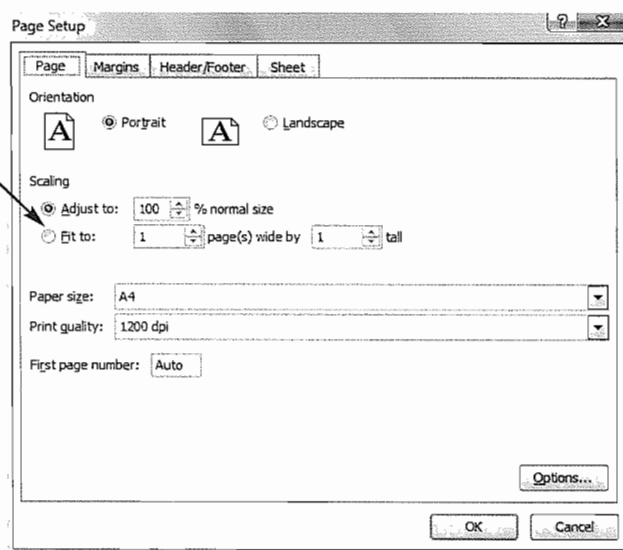 Page Setup
Page Margins Header/Footer Sheet
Orientation
A Portrait A Landscape
Scaling
Adjust to: 100 % normal size
Fit to: 1 page(s) wide by 1 tall
Paper size: A4
Print quality: 1200 dpi
First page number: Auto
Options...
OK Cancel